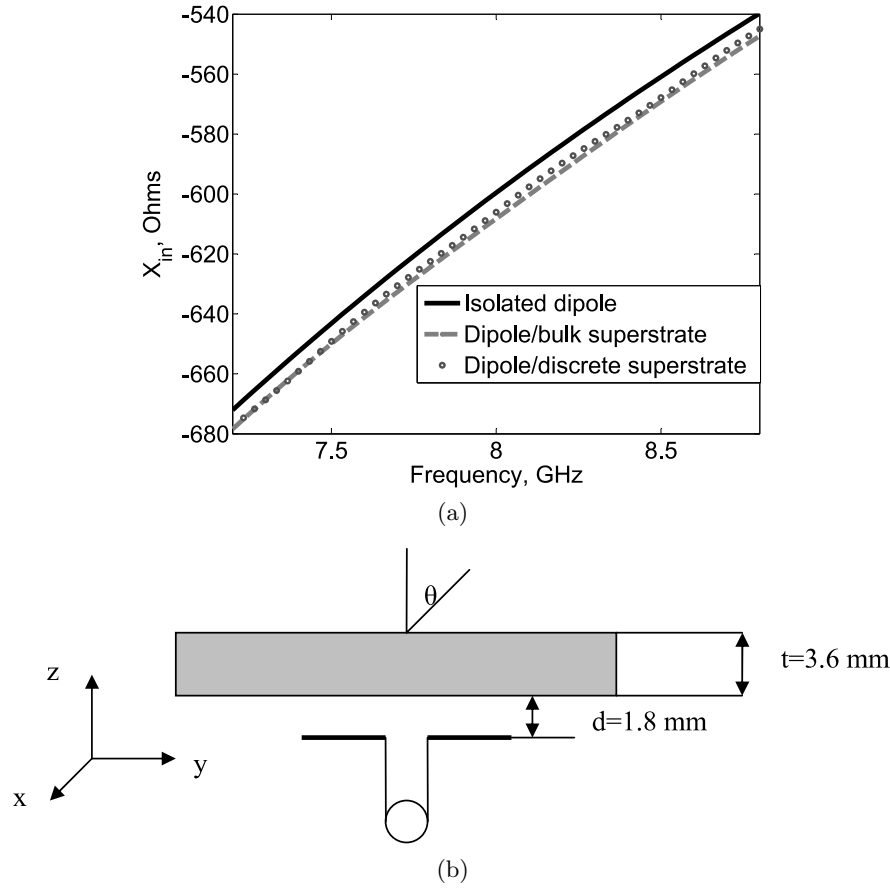 -540
-560
-580
-600
-620
-640
-660
-680
X_in, Ohms
7.5
8
8.5
Frequency, GHz
Isolated dipole
Dipole/bulk superstrate
Dipole/discrete superstrate
(a)
θ
z
y
x
t=3.6 mm
d=1.8 mm
(b)